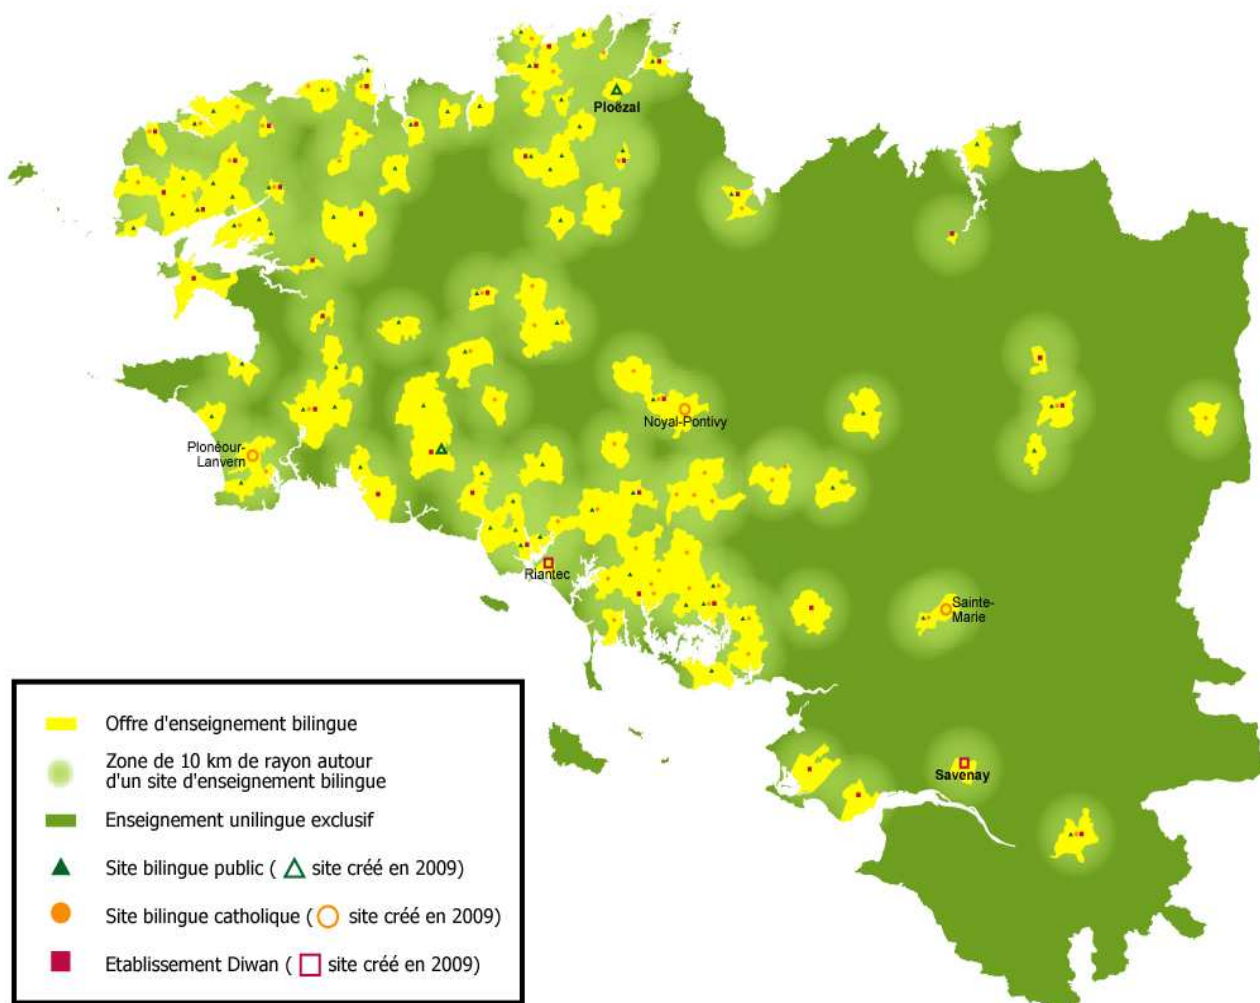 Ploëzal
Noyal-Pontivy
Plonéour-
Lanvern
Riantec
Sainte-
Marie
Savenay
Offre d'enseignement bilingue
Zone de 10 km de rayon autour
d'un site d'enseignement bilingue
Enseignement unilingue exclusif
Site bilingue public ( site créé en 2009)
Site bilingue catholique ( site créé en 2009)
Etablissement Diwan ( site créé en 2009)